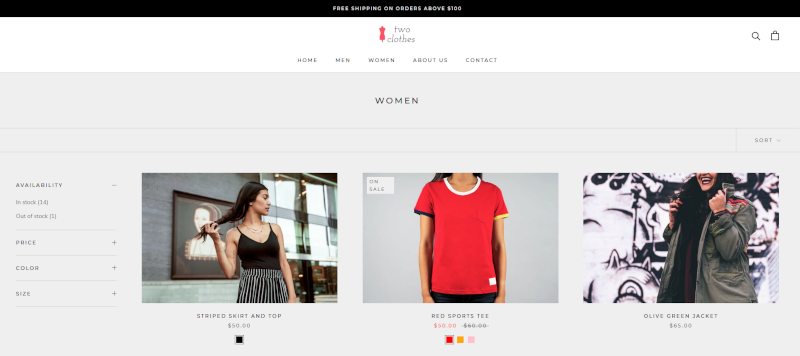 FREE SHIPPING ON ORDERS ABOVE $100
two
clothes
HOME MEN WOMEN ABOUT US CONTACT
WOMEN
SORT
AVAILABILITY
In stock (14)
Out of stock (1)
PRICE
COLOR
SIZE
ON
SALE
STRIPED SKIRT AND TOP
$50.00
RED SPORTS TEE
$50.00 $60.00
OLIVE GREEN JACKET
$65.00